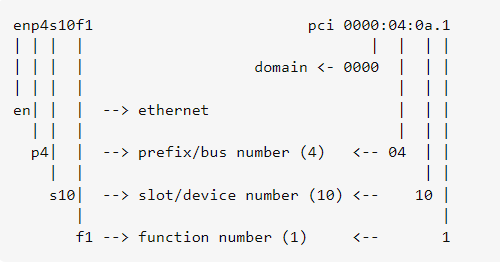 enp4s10f1                        pci 0000:04:0a.1
| | |  |                                |  |  | |
| | |  |                  domain <- 0000   |  | |
| | |  |                                   |  | |
en| |  |  --> ethernet                     |  | |
  | |  |                                   |  | |
  p4|  |  --> prefix/bus number (4)   <-- 04  | |
    |  |                                      | |
    s10|  --> slot/device number (10) <--    10 |
       |                                        |
       f1 --> function number (1)     <--       1